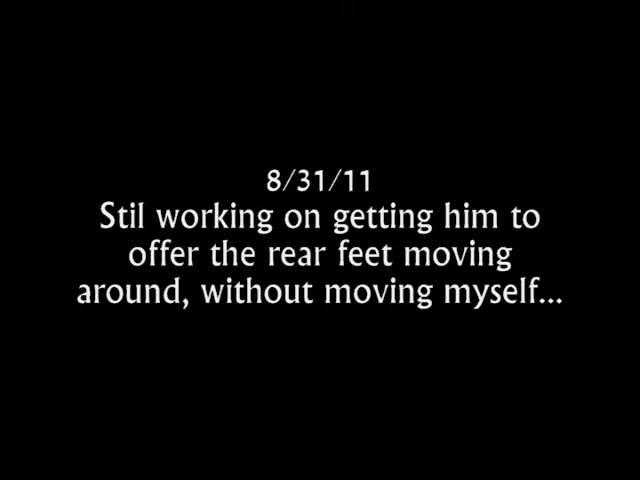 8/31/11
Stil working on getting him to
offer the rear feet moving
around, without moving myself...